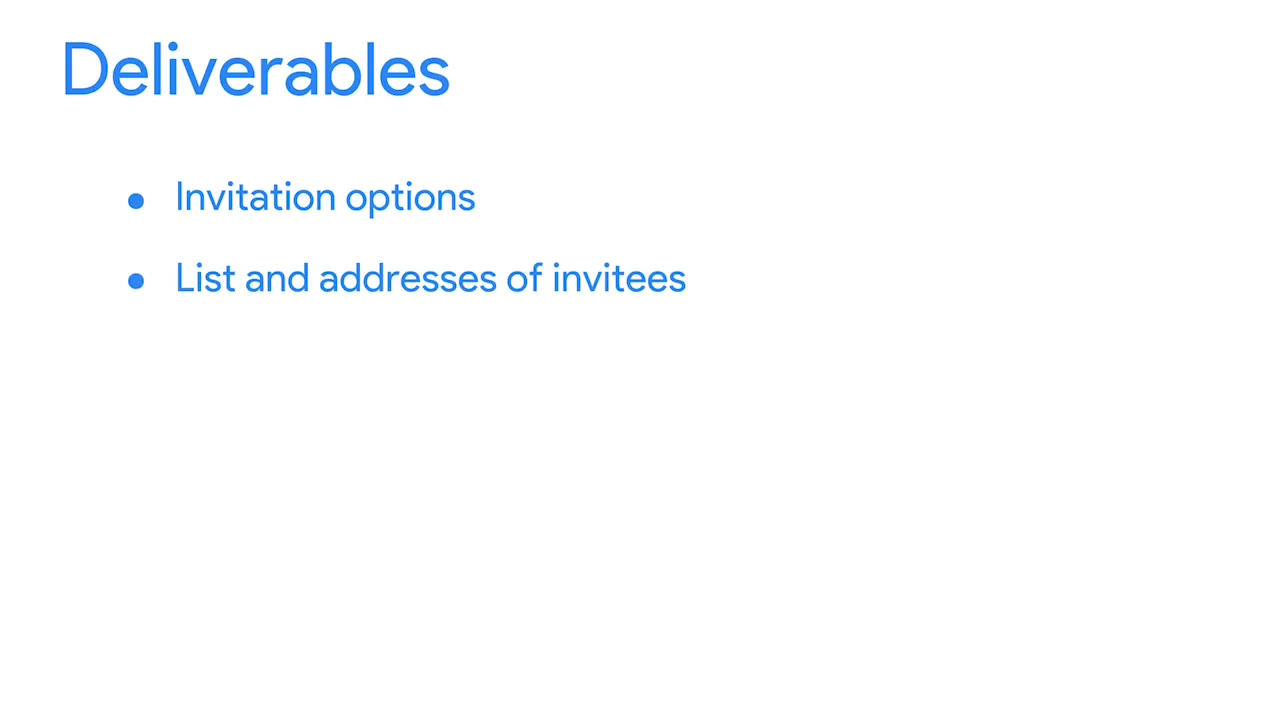 Deliverables
● Invitation options
● List and addresses of invitees